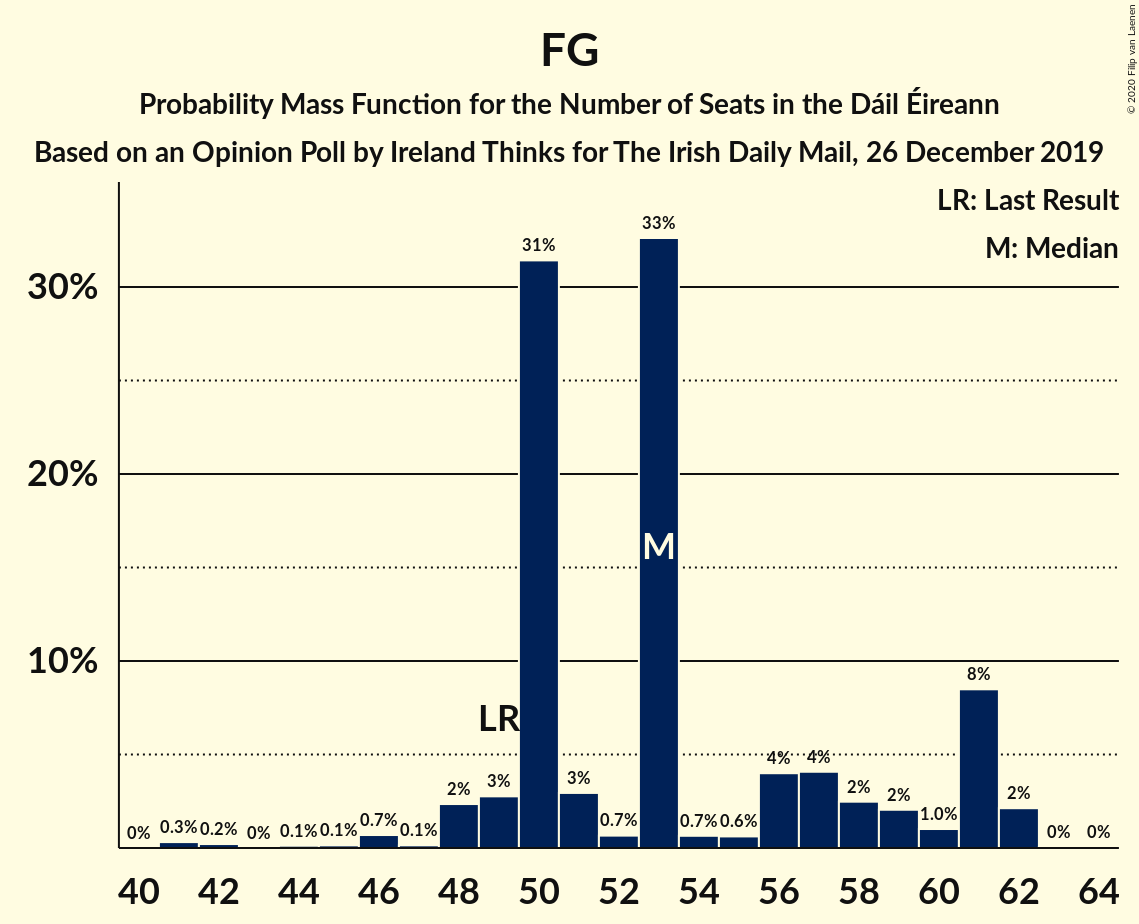 FG
Probability Mass Function for the Number of Seats in the Dáil Éireann
Based on an Opinion Poll by Ireland Thinks for The Irish Daily Mail, 26 December 2019
© 2020 Filip van Laenen
LR: Last Result
M: Median
30%
20%
10%
0% 0.3% 0.2% 0% 0.1% 0.1% 0.7% 0.1% 2% 3% 31% 3% 0.7% 33% 0.7% 0.6% 4% 4% 2% 2% 1.0% 8% 2% 0% 0%
LR
M
40 42 44 46 48 50 52 54 56 58 60 62 64